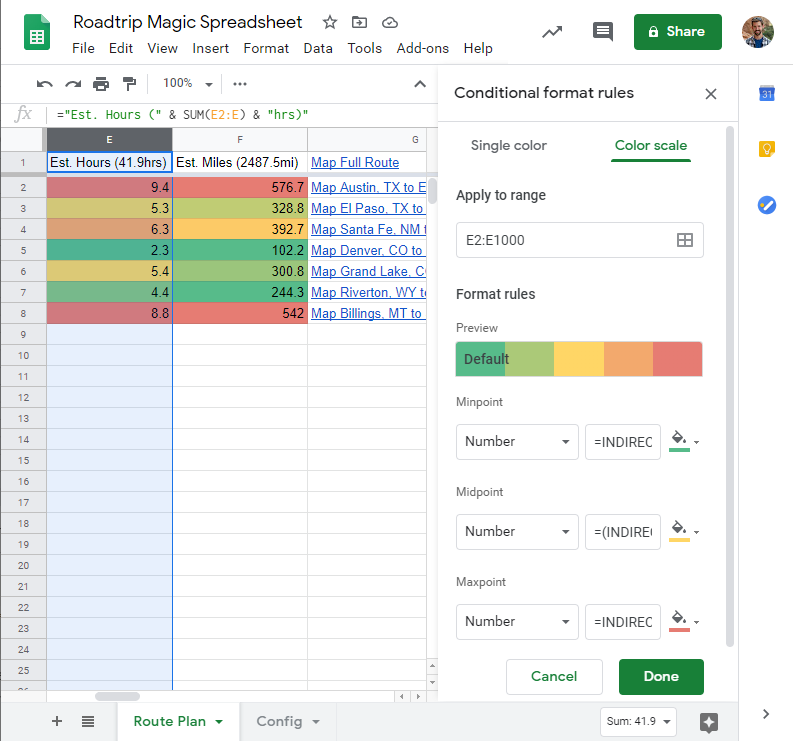 Roadtrip Magic Spreadsheet
File Edit View Insert Format Data Tools Add-ons Help
Share
100%
fx ="Est. Hours (" & SUM(E2:E) & "hrs)"
E F G
1 Est. Hours (41.9hrs) Est. Miles (2487.5mi) Map Full Route
2 9.4 576.7 Map Austin, TX to E
3 5.3 328.8 Map El Paso, TX to
4 6.3 392.7 Map Santa Fe, NM t
5 2.3 102.2 Map Denver, CO to
6 5.4 300.8 Map Grand Lake, C
7 4.4 244.3 Map Riverton, WY t
8 8.8 542 Map Billings, MT to
9
10
11
12
13
14
15
16
17
18
19
20
21
22
23
24
25
Route Plan
Config
Sum: 41.9
Conditional format rules
Single color
Color scale
Apply to range
E2:E1000
Format rules
Preview
Default
Minpoint
Number =INDIREC
Midpoint
Number =(INDIRE
Maxpoint
Number =INDIREC
Cancel
Done
31